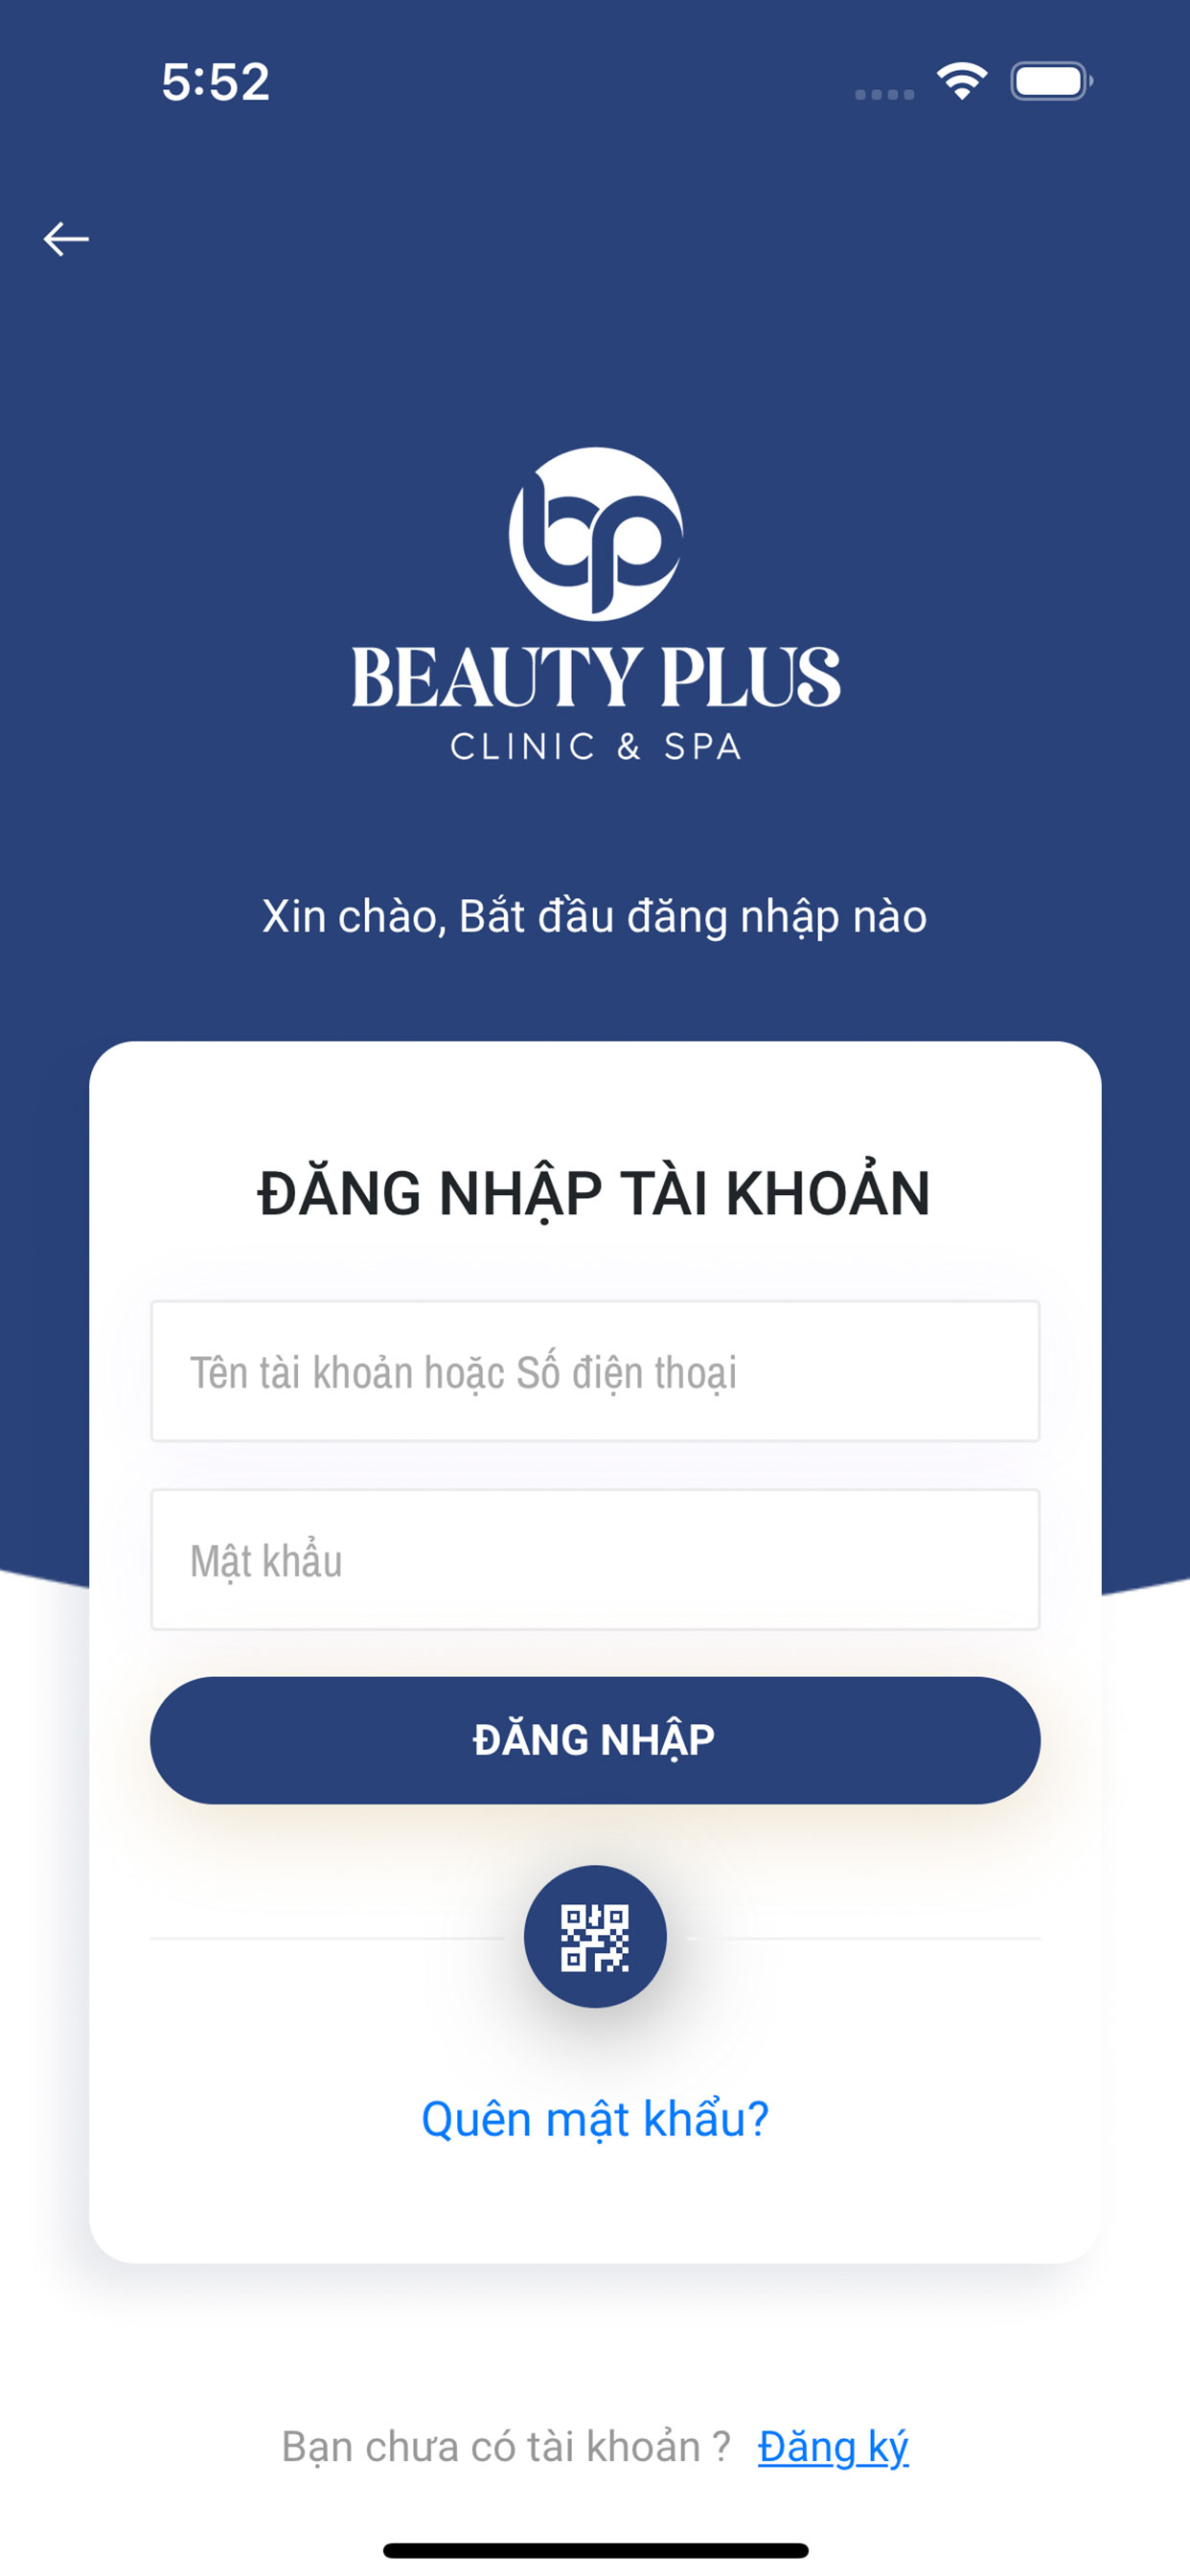 5:52
bp
BEAUTY PLUS
CLINIC & SPA
Xin chào, Bắt đầu đăng nhập nào
ĐĂNG NHẬP TÀI KHOẢN
Tên tài khoản hoặc Số điện thoại
Mật khẩu
ĐĂNG NHẬP
Quên mật khẩu?
Bạn chưa có tài khoản ? Đăng ký